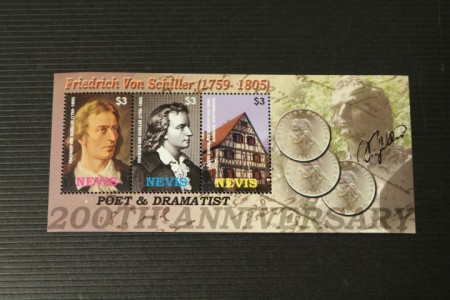 Friedrich Von Schiller (1759 - 1805)
$3 $3 $3
NEVIS NEVIS NEVIS
POET & DRAMATIST
200TH ANNIVERSARY